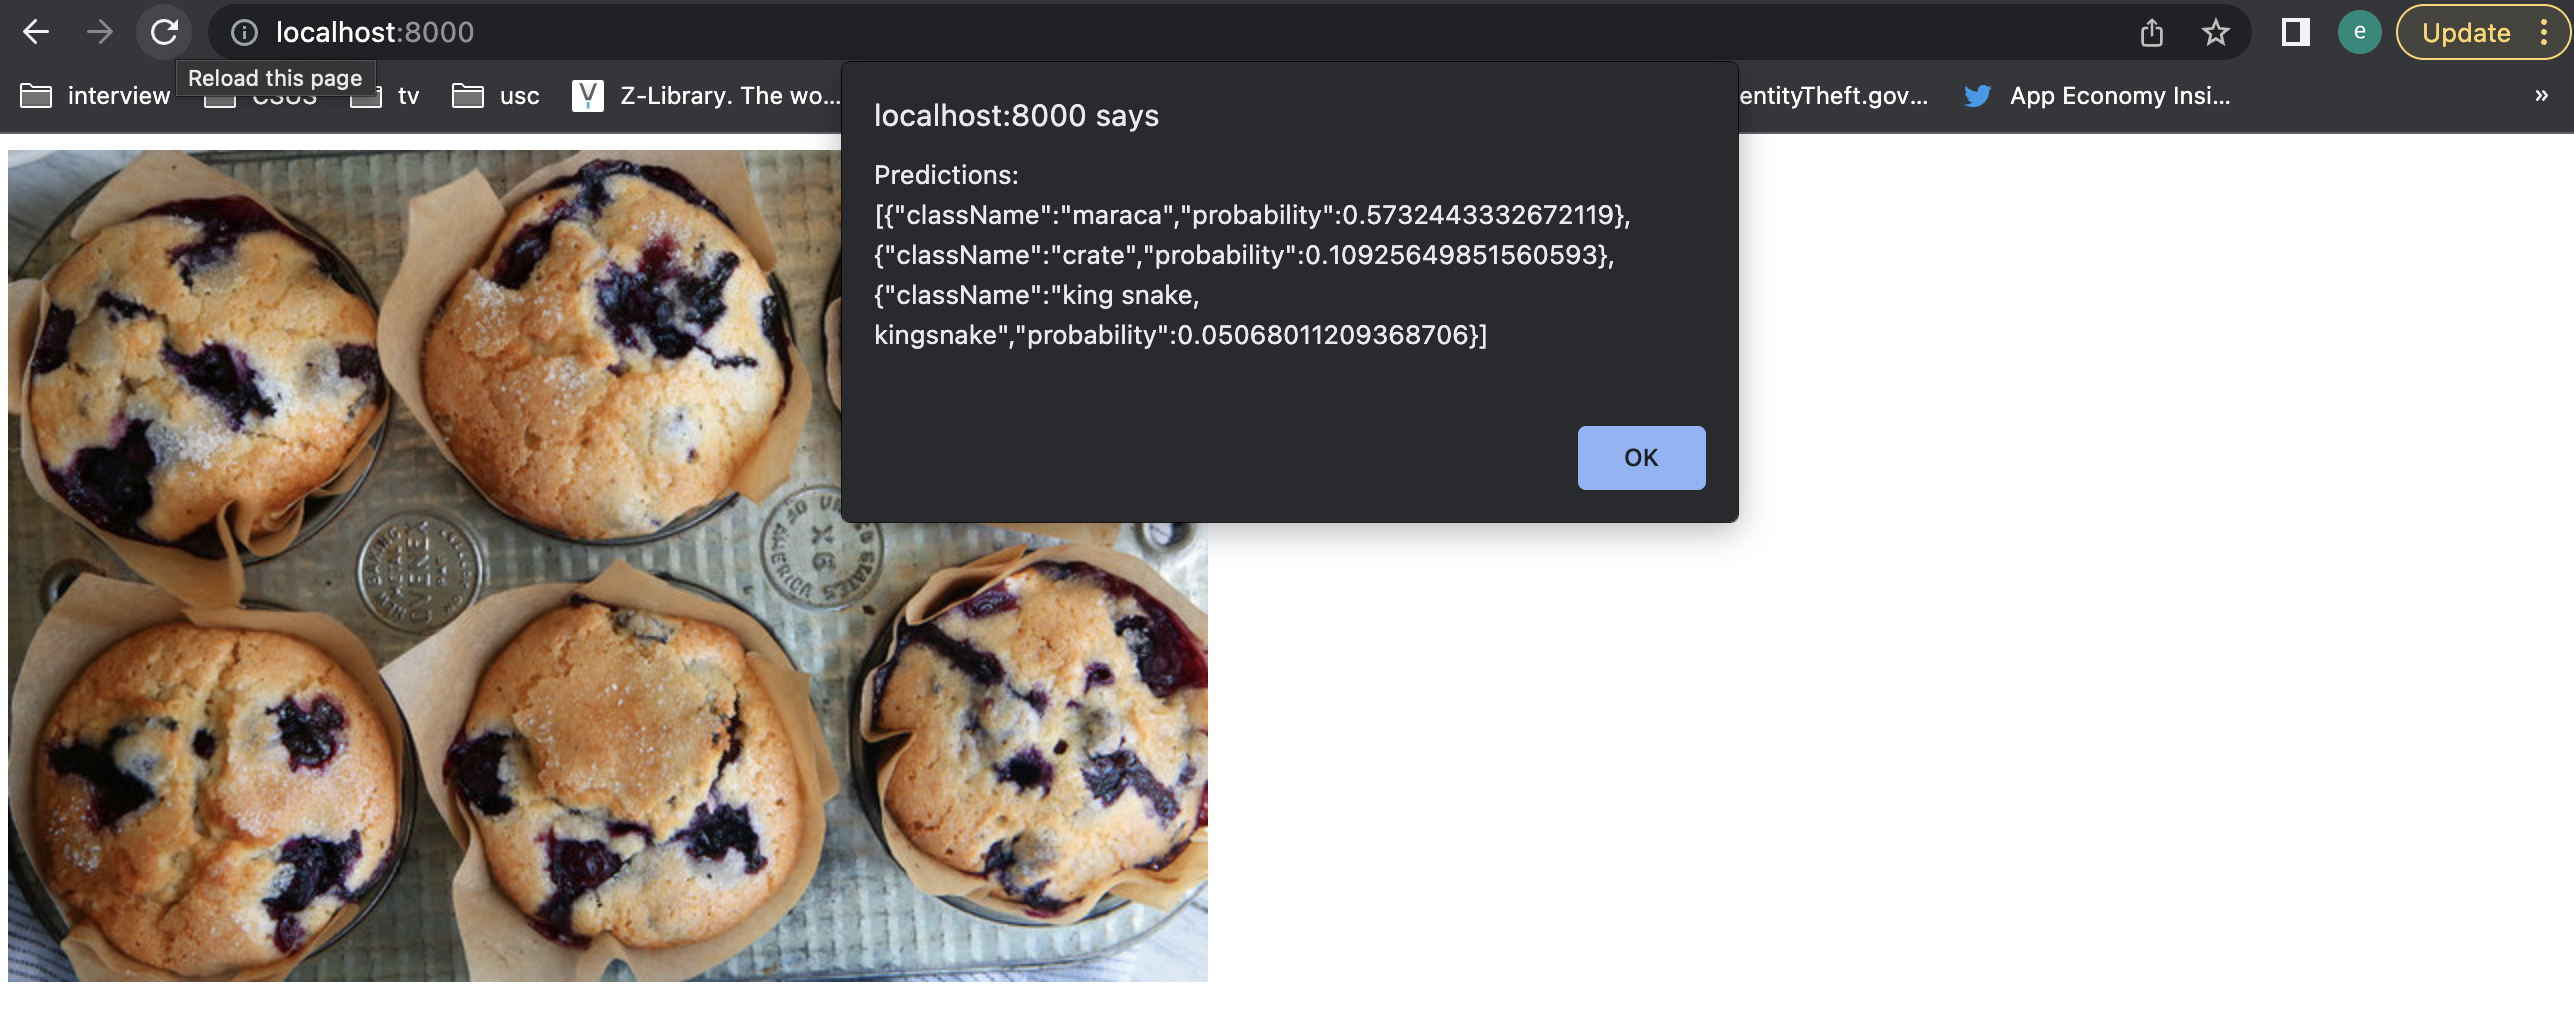 localhost:8000
e
Update
Reload this page
interview
CSUS
tv
usc
Z-Library. The wo...
entityTheft.gov...
App Economy Insi...
»
localhost:8000 says
Predictions:
[{"className":"maraca","probability":0.5732443332672119},
{"className":"crate","probability":0.10925649851560593},
{"className":"king snake,
kingsnake","probability":0.05068011209368706}]
OK